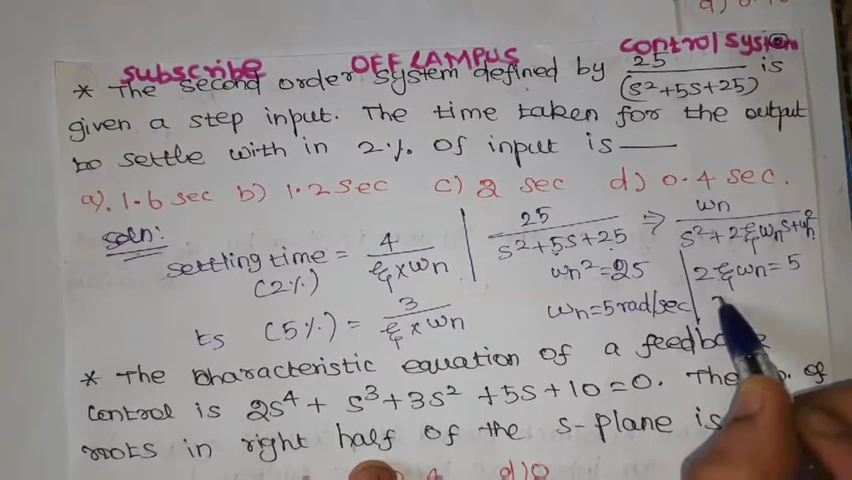 subscribe OFF CAMPUS control system
* The second order system defined by 25 / (s²+5s+25) is
given a step input. The time taken for the output
to settle with in 2%. of input is ___
a). 1.6 sec b) 1.2 sec c) 2 sec d) 0.4 sec.
soln:
settling time = 4 / ξ × ωn
(2%)
ts (5%) = 3 / ξ × ωn
25 / s²+5s+25 ⇒ ωn / s²+2ξωns+ωn²
ωn² = 25
ωn = 5 rad/sec
2ξωn = 5
* The characteristic equation of a feedback
control is 2s⁴ + s³+3s² +5s+10=0. The of
roots in right half of the s-plane is
d) 0